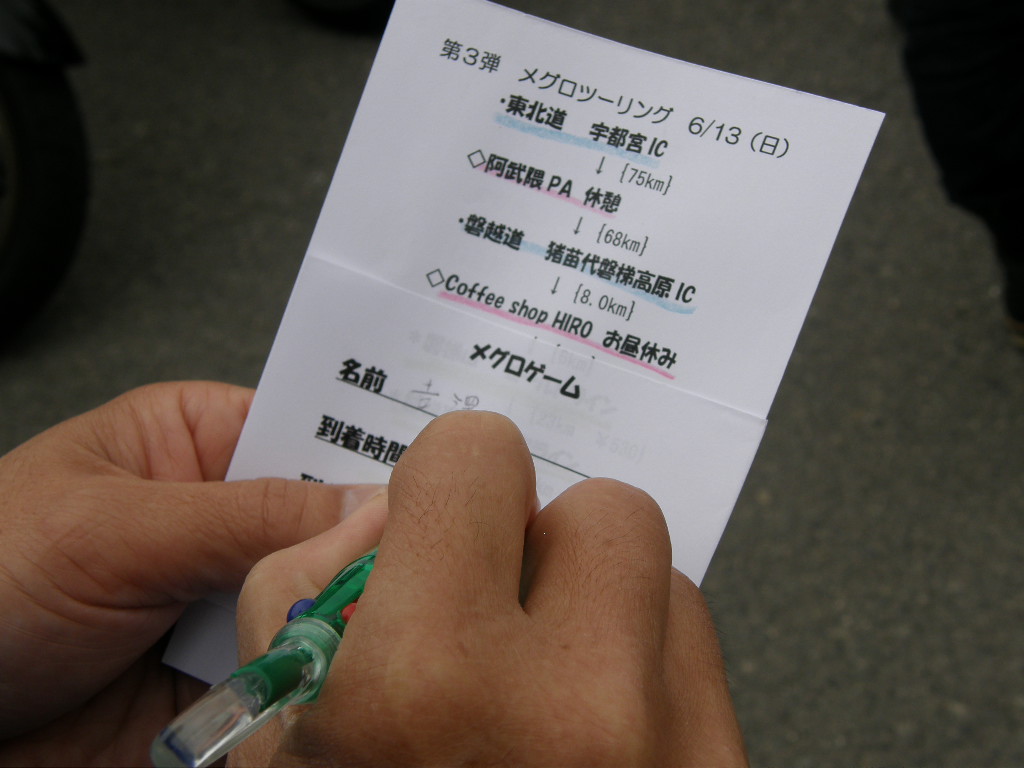 第3弾 メグロツーリング 6/13(日)
・東北道 宇都宮IC
↓ {75km}
◇阿武隈PA 休憩
↓ {68km}
・磐越道 猪苗代磐梯高原IC
↓ {8.0km}
◇Coffee shop HIRO お昼休み
メグロゲーム
名前
到着時間